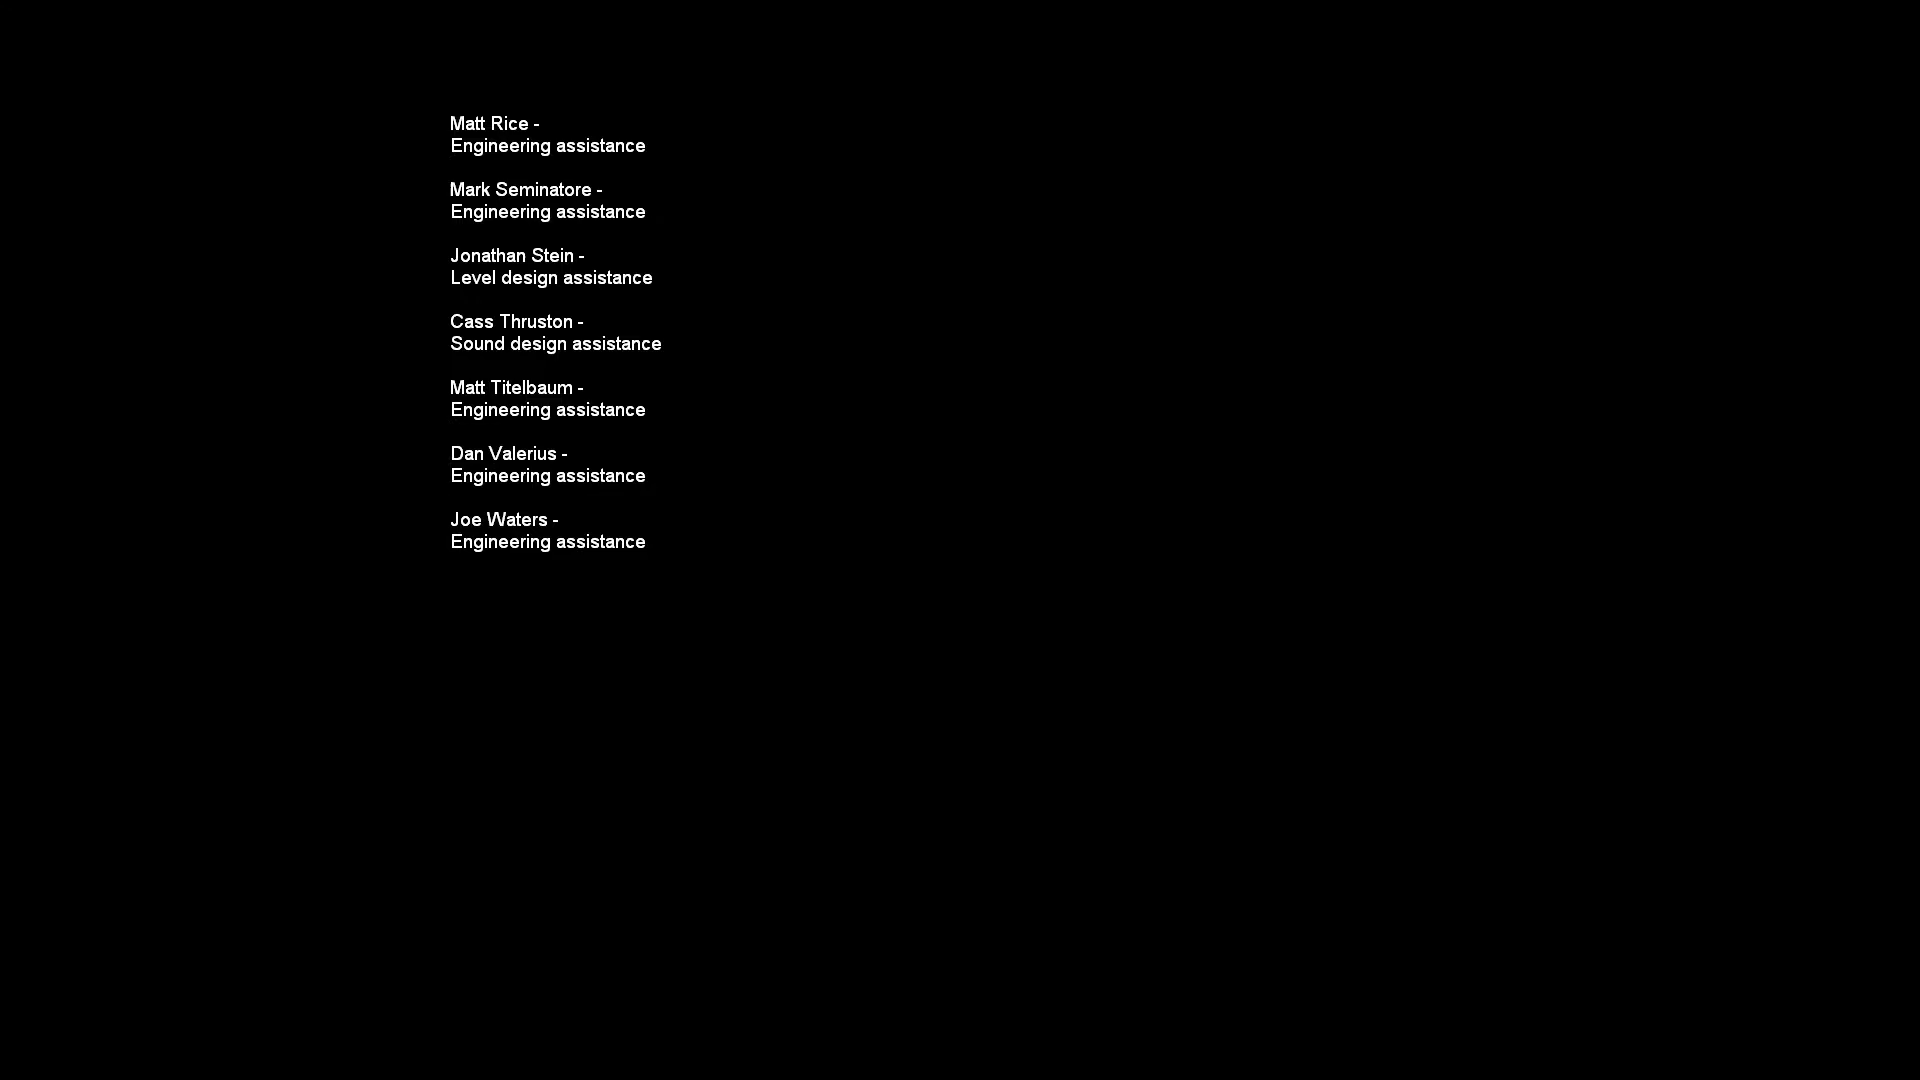 Matt Rice -
Engineering assistance
Mark Seminatore -
Engineering assistance
Jonathan Stein -
Level design assistance
Cass Thruston -
Sound design assistance
Matt Titelbaum -
Engineering assistance
Dan Valerius -
Engineering assistance
Joe Waters -
Engineering assistance